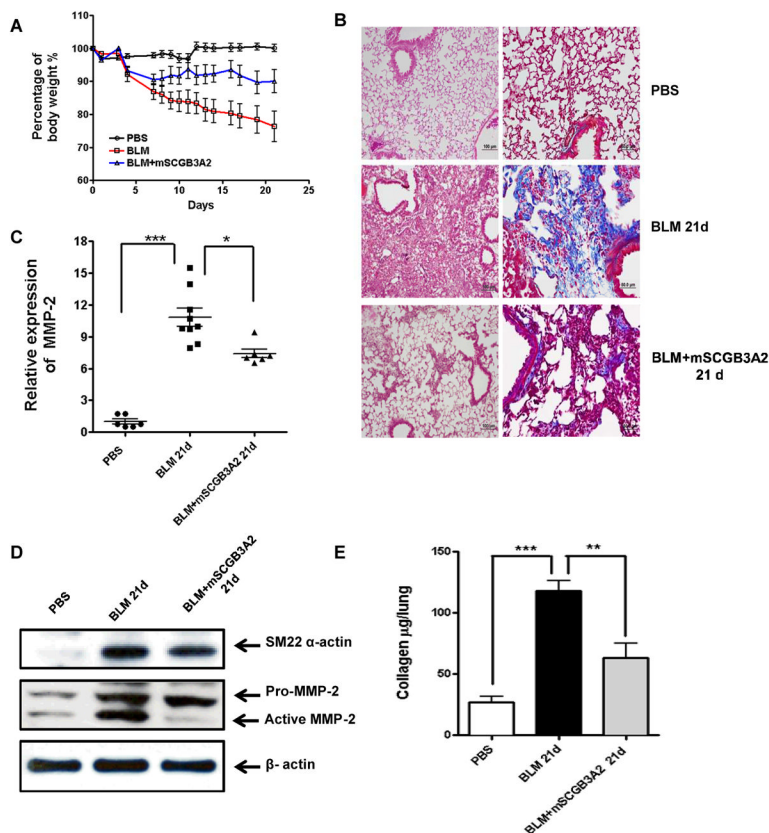 A
Percentage of
body weight %
110
100
90
80
70
60
PBS
BLM
BLM+mSCGB3A2
0 5 10 15 20 25
Days
B
100 µm
PBS
BLM 21d
BLM+mSCGB3A2
21 d
C
Relative expression
of MMP-2
18
15
12
9
6
3
0
***
*
PBS
BLM 21d
BLM+mSCGB3A2 21d
D
PBS
BLM 21d
BLM+mSCGB3A2
21d
SM22 α-actin
Pro-MMP-2
Active MMP-2
β- actin
E
Collagen µg/lung
150
100
50
0
***
**
PBS
BLM 21d
BLM+mSCGB3A2 21d